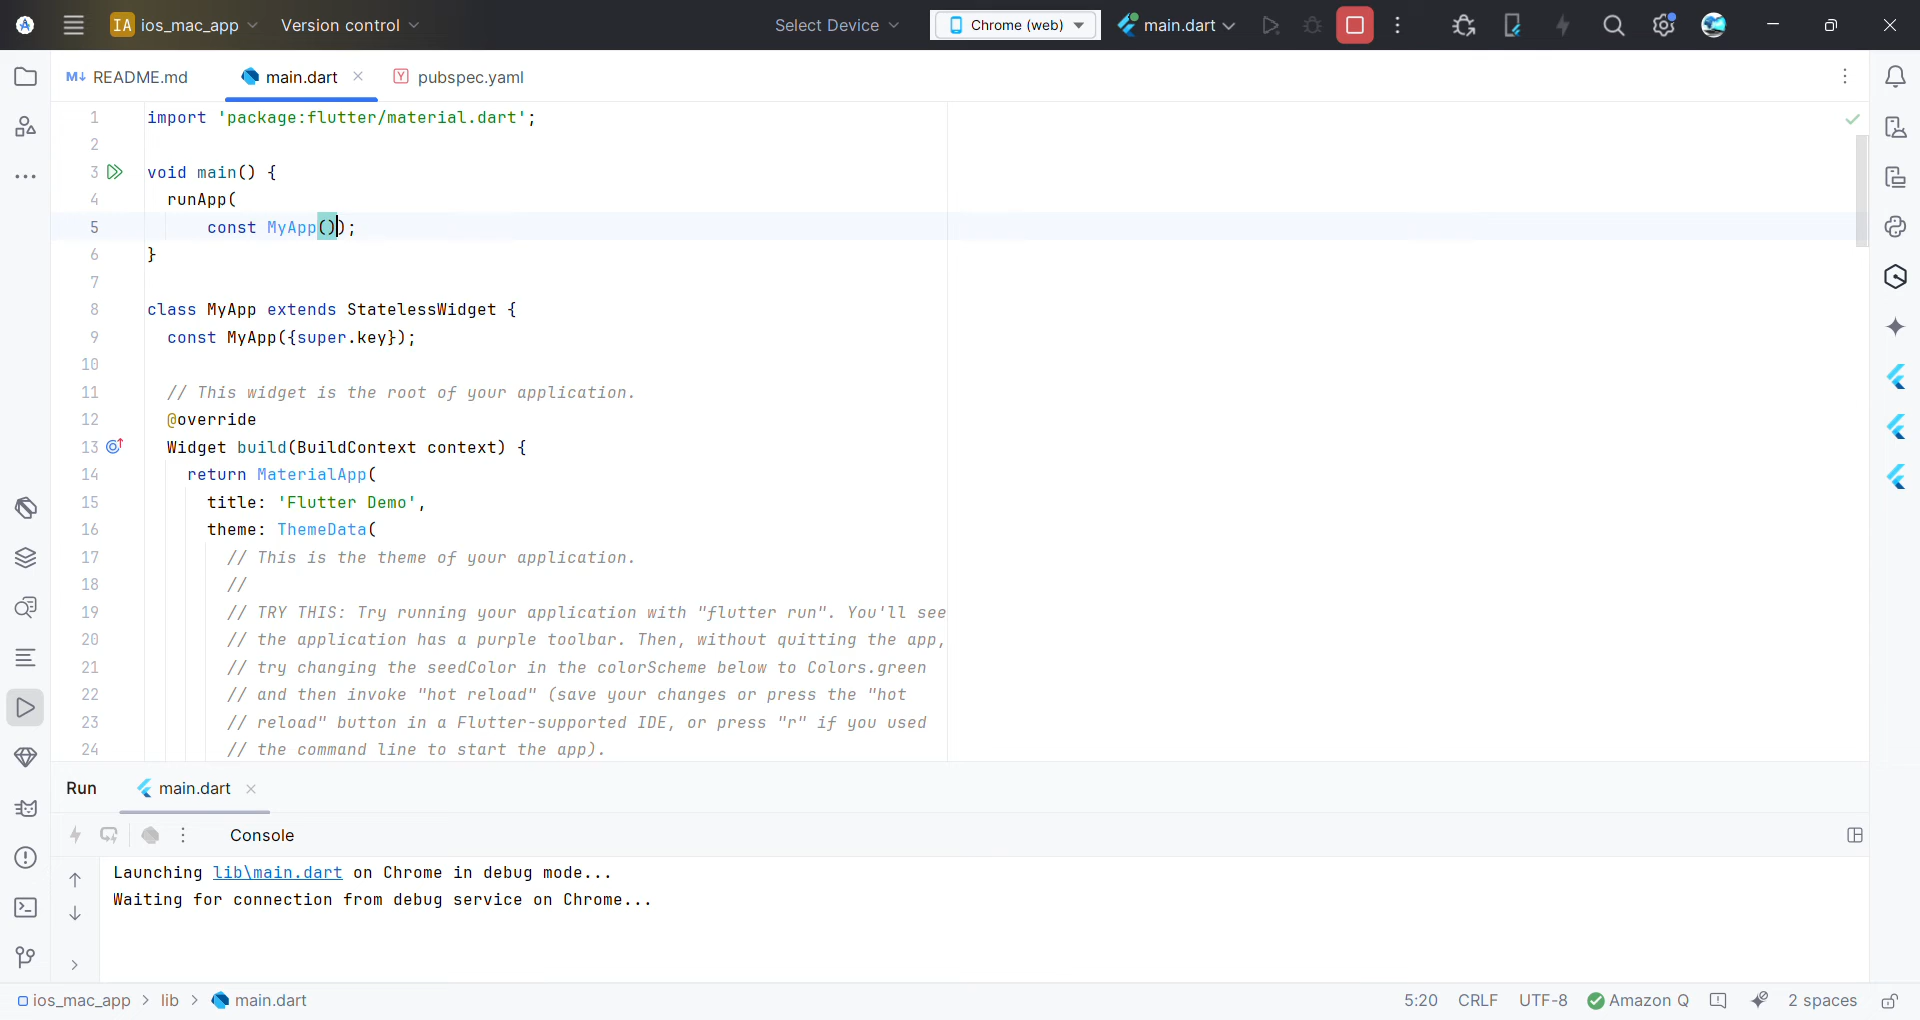 IA ios_mac_app Version control Select Device Chrome (web) main.dart
README.md main.dart pubspec.yaml
1 import 'package:flutter/material.dart';
2
3 void main() {
4 runApp(
5 const MyApp());
6 }
7
8 class MyApp extends StatelessWidget {
9 const MyApp({super.key});
10
11 // This widget is the root of your application.
12 @override
13 Widget build(BuildContext context) {
14 return MaterialApp(
15 title: 'Flutter Demo',
16 theme: ThemeData(
17 // This is the theme of your application.
18 //
19 // TRY THIS: Try running your application with "flutter run". You'll see
20 // the application has a purple toolbar. Then, without quitting the app,
21 // try changing the seedColor in the colorScheme below to Colors.green
22 // and then invoke "hot reload" (save your changes or press the "hot
23 // reload" button in a Flutter-supported IDE, or press "r" if you used
24 // the command line to start the app).
Run main.dart
Console
Launching lib\main.dart on Chrome in debug mode...
Waiting for connection from debug service on Chrome...
ios_mac_app > lib > main.dart 5:20 CRLF UTF-8 Amazon Q 2 spaces